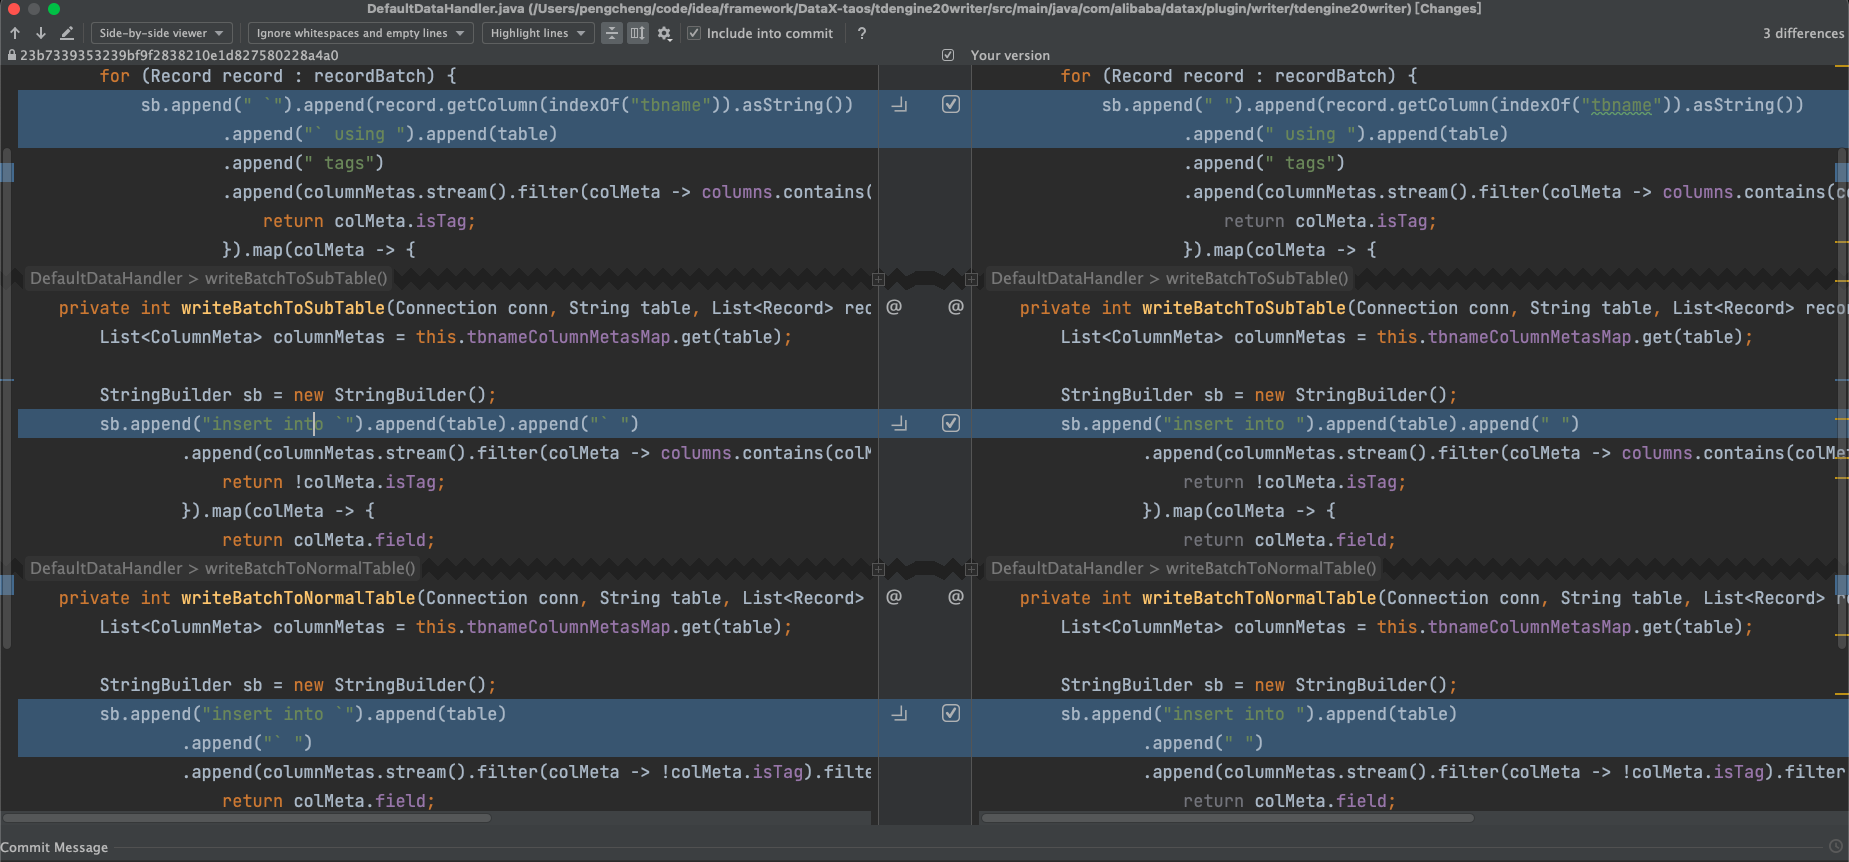 DefaultDataHandler.java (/Users/pengcheng/code/idea/framework/DataX-taos/tdengine20writer/src/main/java/com/alibaba/datax/plugin/writer/tdengine20writer) [Changes]
Side-by-side viewer
Ignore whitespaces and empty lines
Highlight lines
Include into commit
?
3 differences
23b7339353239bf9f2838210e1d827580228a4a0
Your version
for (Record record : recordBatch) {
sb.append(" `").append(record.getColumn(indexOf("tbname")).asString())
.append("` using ").append(table)
.append(" tags")
.append(columnMetas.stream().filter(colMeta -> columns.contains(
return colMeta.isTag;
}).map(colMeta -> {
DefaultDataHandler > writeBatchToSubTable()
private int writeBatchToSubTable(Connection conn, String table, List<Record> rec
List<ColumnMeta> columnMetas = this.tbnameColumnMetasMap.get(table);
StringBuilder sb = new StringBuilder();
sb.append("insert into `").append(table).append("` ")
.append(columnMetas.stream().filter(colMeta -> columns.contains(colM
return !colMeta.isTag;
}).map(colMeta -> {
return colMeta.field;
DefaultDataHandler > writeBatchToNormalTable()
private int writeBatchToNormalTable(Connection conn, String table, List<Record>
List<ColumnMeta> columnMetas = this.tbnameColumnMetasMap.get(table);
StringBuilder sb = new StringBuilder();
sb.append("insert into `").append(table)
.append("` ")
.append(columnMetas.stream().filter(colMeta -> !colMeta.isTag).filte
return colMeta.field;
@ @
@ @
for (Record record : recordBatch) {
sb.append(" ").append(record.getColumn(indexOf("tbname")).asString())
.append(" using ").append(table)
.append(" tags")
.append(columnMetas.stream().filter(colMeta -> columns.contains(co
return colMeta.isTag;
}).map(colMeta -> {
DefaultDataHandler > writeBatchToSubTable()
private int writeBatchToSubTable(Connection conn, String table, List<Record> reco
List<ColumnMeta> columnMetas = this.tbnameColumnMetasMap.get(table);
StringBuilder sb = new StringBuilder();
sb.append("insert into ").append(table).append(" ")
.append(columnMetas.stream().filter(colMeta -> columns.contains(colMe
return !colMeta.isTag;
}).map(colMeta -> {
return colMeta.field;
DefaultDataHandler > writeBatchToNormalTable()
private int writeBatchToNormalTable(Connection conn, String table, List<Record> r
List<ColumnMeta> columnMetas = this.tbnameColumnMetasMap.get(table);
StringBuilder sb = new StringBuilder();
sb.append("insert into ").append(table)
.append(" ")
.append(columnMetas.stream().filter(colMeta -> !colMeta.isTag).filter
return colMeta.field;
Commit Message